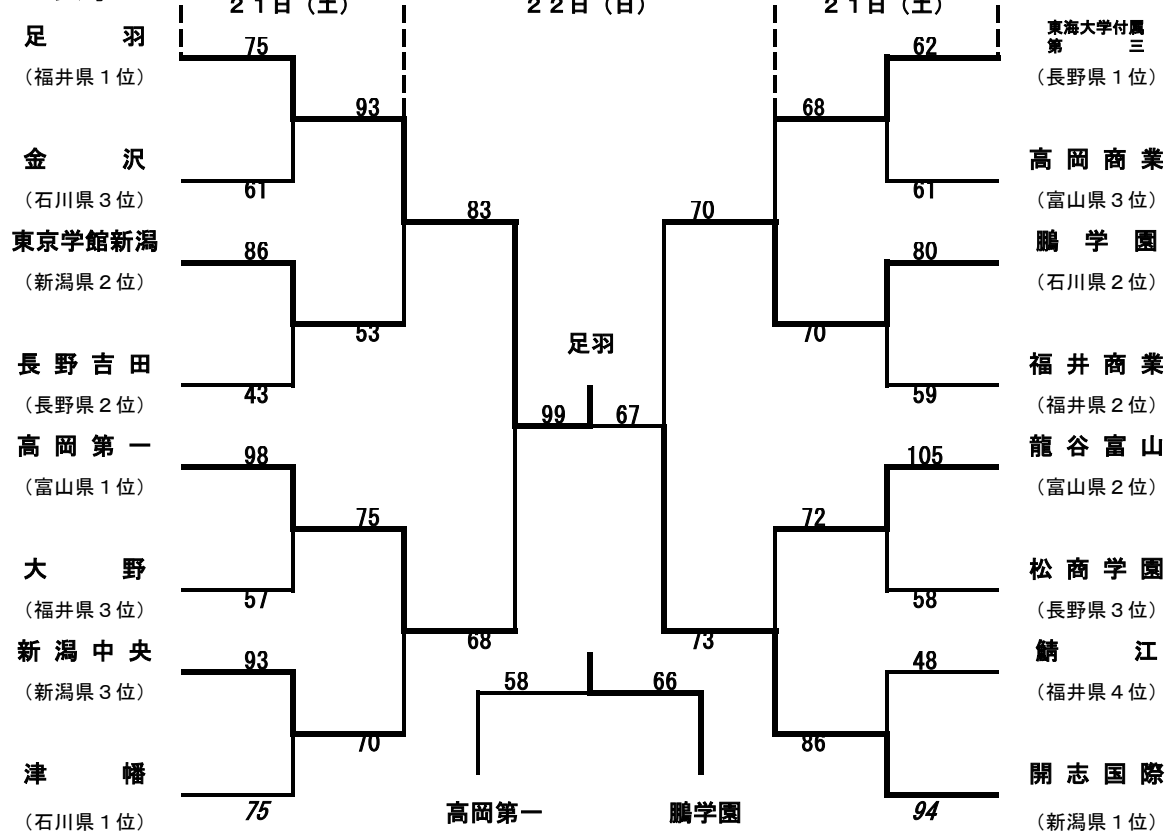 ２１日（土） ２２日（日） ２１日（土）
足羽
（福井県１位）
75
93
金沢
（石川県３位）
61
83
東京学館新潟
（新潟県２位）
86
53
長野吉田
（長野県２位）
43
高岡第一
（富山県１位）
98
75
大野
（福井県３位）
57
68
新潟中央
（新潟県３位）
93
70
津幡
（石川県１位）
75
足羽
99 67
58 66
高岡第一 鵬学園
東海大学付属
第三
（長野県１位）
62
68
高岡商業
（富山県３位）
61
70
鵬学園
（石川県２位）
80
70
福井商業
（福井県２位）
59
龍谷富山
（富山県２位）
105
72
松商学園
（長野県３位）
58
73
鯖江
（福井県４位）
48
86
開志国際
（新潟県１位）
94